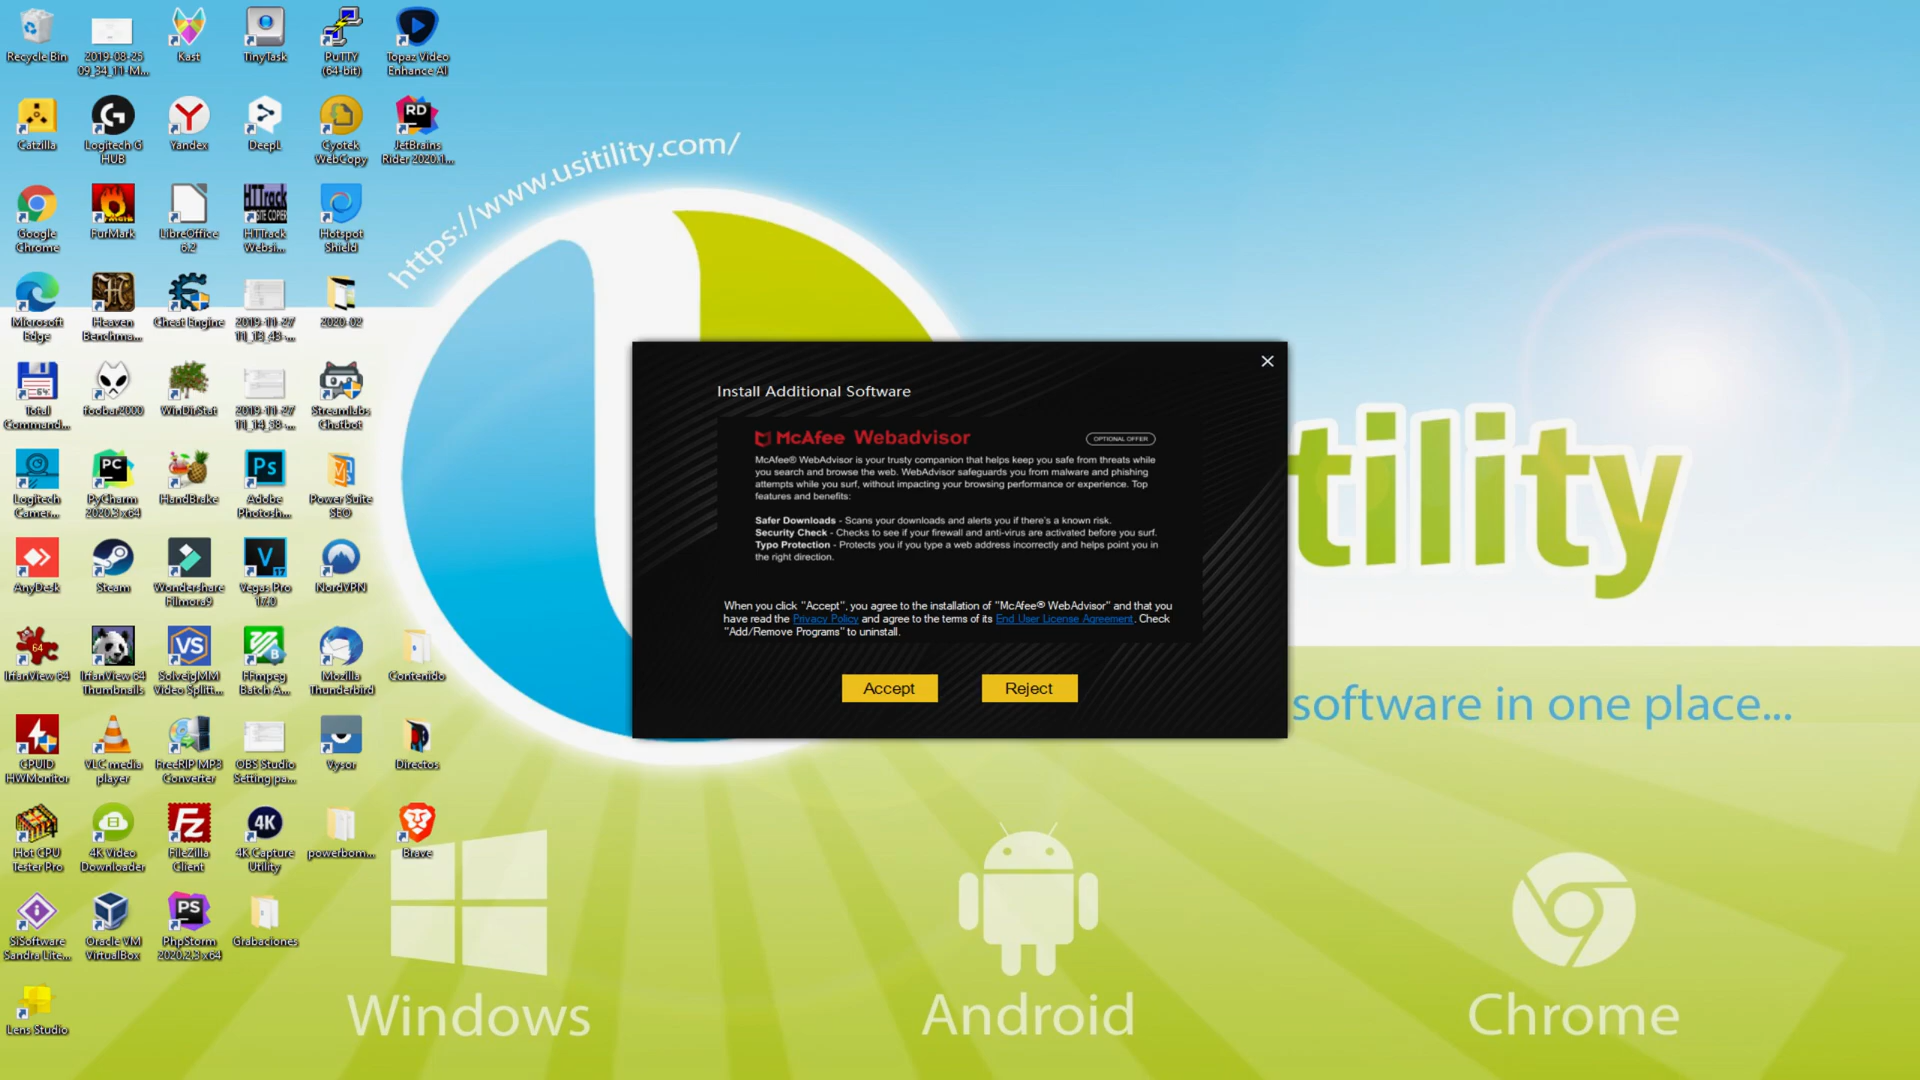 Recycle Bin
2019-08-25
09_34_11-M...
Kast
TinyTask
PuTTY
(64-bit)
Topaz Video
Enhance AI
Catzilla
Logitech G
HUB
Yandex
DeepL
Cyotek
WebCopy
RD
JetBrains
Rider 2020.1...
Google
Chrome
FurMark
LibreOffice
6.2
HTTrack
SITE COPIER
HTTrack
Websi...
Hotspot
Shield
Microsoft
Edge
Heaven
Benchma...
Cheat Engine
2019-11-27
11_13_43-...
2020-02
Total
Command...
foobar2000
WinDirStat
2019-11-27
11_14_38-...
Streamlabs
Chatbot
Logitech
Camer...
PC
PyCharm
2020.3 x64
HandBrake
Ps
Adobe
Photosh...
Power Suite
SEO
AnyDesk
Steam
Wondershare
Filmora9
V
17
Vegas Pro
17.0
NordVPN
64
IrfanView 64
IrfanView 64
Thumbnails
VS
SolveigMM
Video Splitt...
FFmpeg
Batch A...
Mozilla
Thunderbird
Contenido
CPUID
HWMonitor
VLC media
player
FreeRIP MP3
Converter
OBS Studio
Setting pa...
Vysor
Directos
Hot CPU
Tester Pro
4K Video
Downloader
Fz
FileZilla
Client
4K
4K Capture
Utility
powerbom...
Brave
SiSoftware
Sandra Lite...
Oracle VM
VirtualBox
PS
PhpStorm
2020.2.3 x64
Grabaciones
Lens Studio
https://www.usitility.com/
Install Additional Software
McAfee Webadvisor
OPTIONAL OFFER
McAfee® WebAdvisor is your trusty companion that helps keep you safe from threats while
you search and browse the web. WebAdvisor safeguards you from malware and phishing
attempts while you surf, without impacting your browsing performance or experience. Top
features and benefits:
Safer Downloads - Scans your downloads and alerts you if there's a known risk.
Security Check - Checks to see if your firewall and anti-virus are activated before you surf.
Typo Protection - Protects you if you type a web address incorrectly and helps point you in
the right direction.
When you click "Accept", you agree to the installation of "McAfee® WebAdvisor" and that you
have read the Privacy Policy and agree to the terms of its End User License Agreement. Check
"Add/Remove Programs" to uninstall.
Accept
Reject
tility
software in one place...
Windows
Android
Chrome